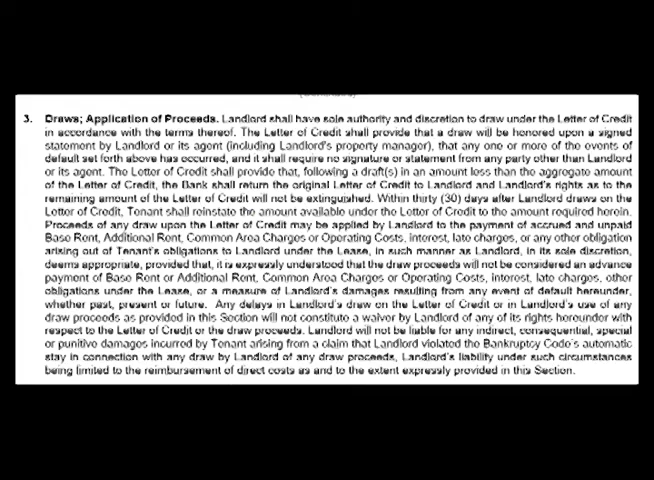 (Continued)
3. Draws; Application of Proceeds. Landlord shall have sole authority and discretion to draw under the Letter of Credit
in accordance with the terms thereof. The Letter of Credit shall provide that a draw will be honored upon a signed
statement by Landlord or its agent (including Landlord's property manager), that any one or more of the events of
default set forth above has occurred, and it shall require no signature or statement from any party other than Landlord
or its agent. The Letter of Credit shall provide that, following a draft(s) in an amount less than the aggregate amount
of the Letter of Credit, the Bank shall return the original Letter of Credit to Landlord and Landlord's rights as to the
remaining amount of the Letter of Credit will not be extinguished. Within thirty (30) days after Landlord draws on the
Letter of Credit, Tenant shall reinstate the amount available under the Letter of Credit to the amount required herein.
Proceeds of any draw upon the Letter of Credit may be applied by Landlord to the payment of accrued and unpaid
Base Rent, Additional Rent, Common Area Charges or Operating Costs, interest, late charges, or any other obligation
arising out of Tenant's obligations to Landlord under the Lease, in such manner as Landlord, in its sole discretion,
deems appropriate, provided that, it is expressly understood that the draw proceeds will not be considered an advance
payment of Base Rent or Additional Rent, Common Area Charges or Operating Costs, interest, late charges, other
obligations under the Lease, or a measure of Landlord's damages resulting from any event of default hereunder,
whether past, present or future. Any delays in Landlord's draw on the Letter of Credit or in Landlord's use of any
draw proceeds as provided in this Section will not constitute a waiver by Landlord of any of its rights hereunder with
respect to the Letter of Credit or the draw proceeds. Landlord will not be liable for any indirect, consequential, special
or punitive damages incurred by Tenant arising from a claim that Landlord violated the Bankruptcy Code's automatic
stay in connection with any draw by Landlord of any draw proceeds, Landlord's liability under such circumstances
being limited to the reimbursement of direct costs as and to the extent expressly provided in this Section.